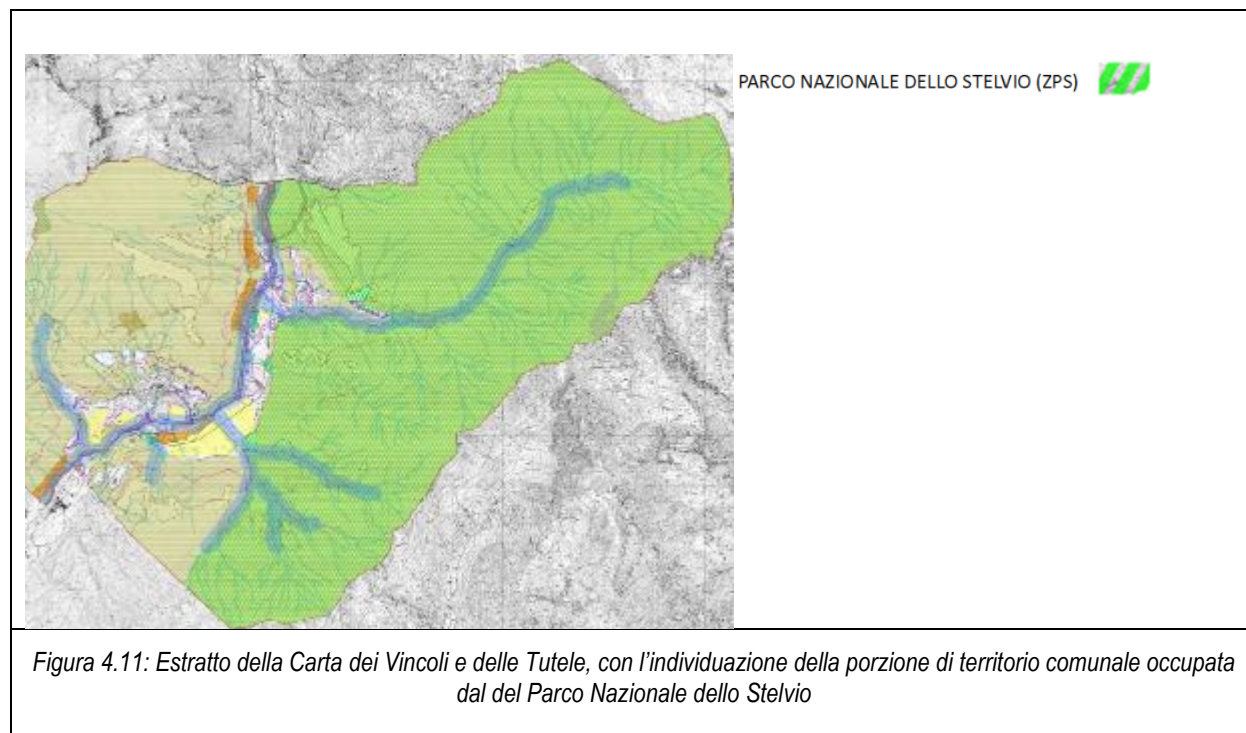 PARCO NAZIONALE DELLO STELVIO (ZPS)
Figura 4.11: Estratto della Carta dei Vincoli e delle Tutele, con l'individuazione della porzione di territorio comunale occupata
dal del Parco Nazionale dello Stelvio